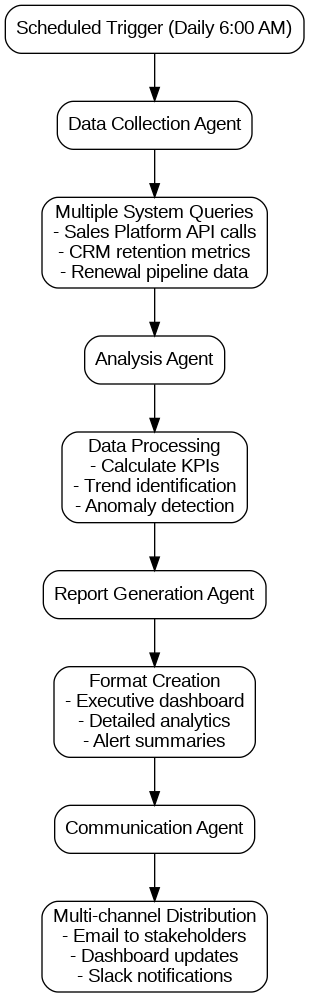 Scheduled Trigger (Daily 6:00 AM)
Data Collection Agent
Multiple System Queries
- Sales Platform API calls
- CRM retention metrics
- Renewal pipeline data
Analysis Agent
Data Processing
- Calculate KPIs
- Trend identification
- Anomaly detection
Report Generation Agent
Format Creation
- Executive dashboard
- Detailed analytics
- Alert summaries
Communication Agent
Multi-channel Distribution
- Email to stakeholders
- Dashboard updates
- Slack notifications